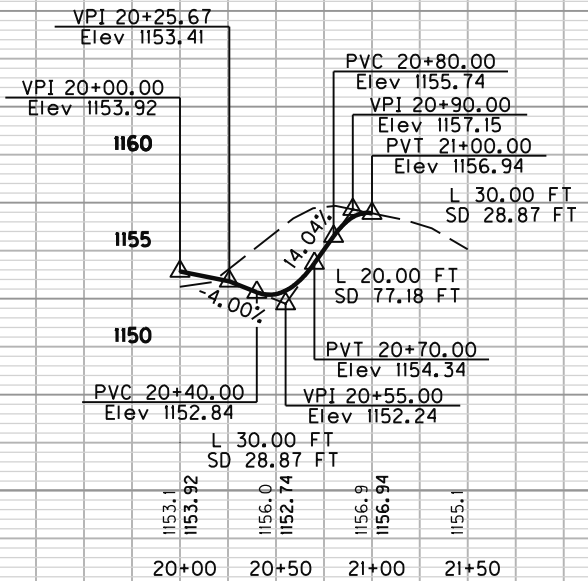 VPI 20+25.67
Elev 1153.41
VPI 20+00.00
Elev 1153.92
PVC 20+80.00
Elev 1155.74
VPI 20+90.00
Elev 1157.15
PVT 21+00.00
Elev 1156.94
1160
L 30.00 FT
SD 28.87 FT
1155
14.04%
L 20.00 FT
SD 77.18 FT
-4.00%
1150
PVT 20+70.00
Elev 1154.34
PVC 20+40.00
Elev 1152.84
VPI 20+55.00
Elev 1152.24
L 30.00 FT
SD 28.87 FT
1153.1
1153.92
1156.0
1152.74
1156.9
1156.94
1155.1
20+00 20+50 21+00 21+50